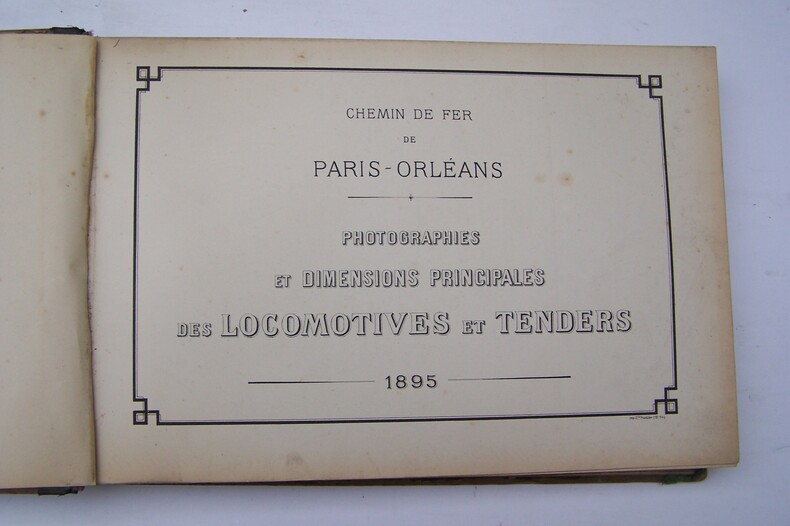 CHEMIN DE FER
DE
PARIS-ORLÉANS
PHOTOGRAPHIES
ET DIMENSIONS PRINCIPALES
DES LOCOMOTIVES ET TENDERS
1895